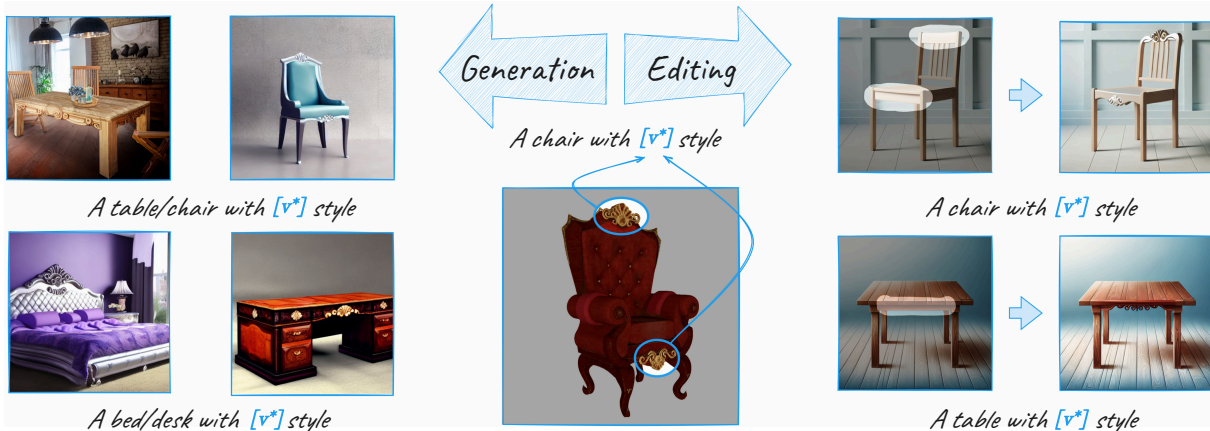 Generation
Editing
A chair with [v*] style
A table/chair with [v*] style
A chair with [v*] style
A bed/desk with [v*] style
A table with [v*] style